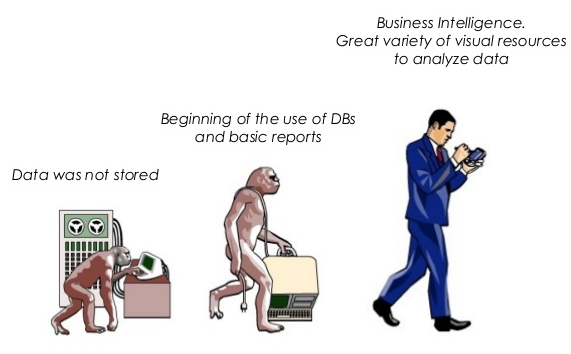 Business Intelligence.
Great variety of visual resources
to analyze data
Beginning of the use of DBs
and basic reports
Data was not stored